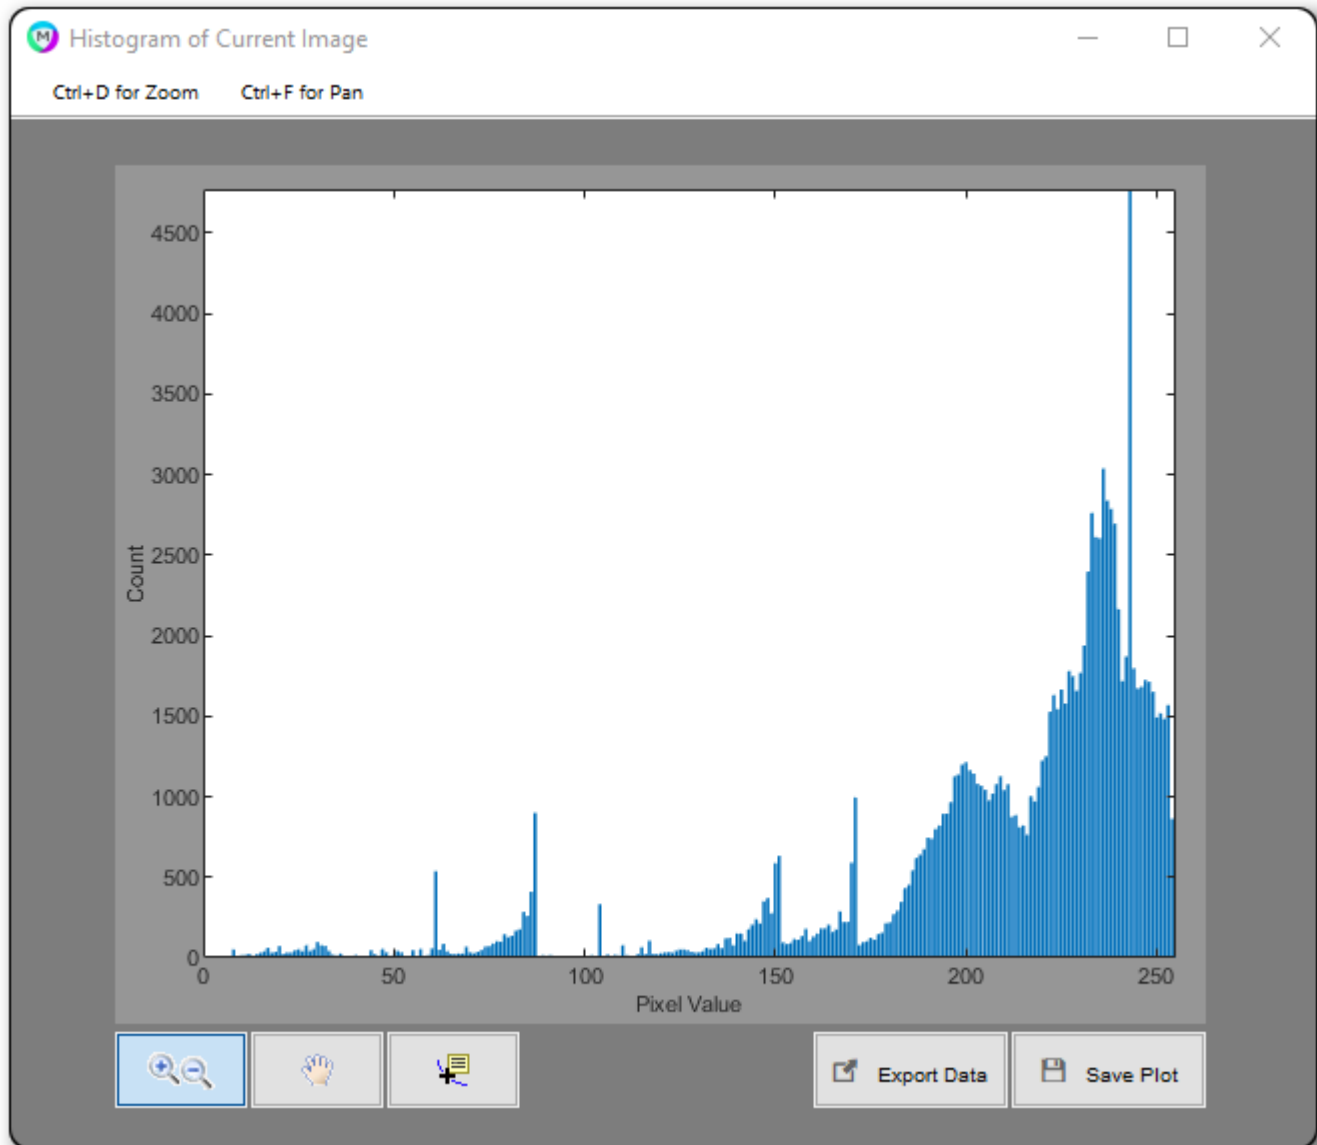 M Histogram of Current Image
Ctrl+D for Zoom Ctrl+F for Pan
4500
4000
3500
3000
2500
2000
1500
1000
500
0
Count
0 50 100 150 200 250
Pixel Value
Export Data Save Plot